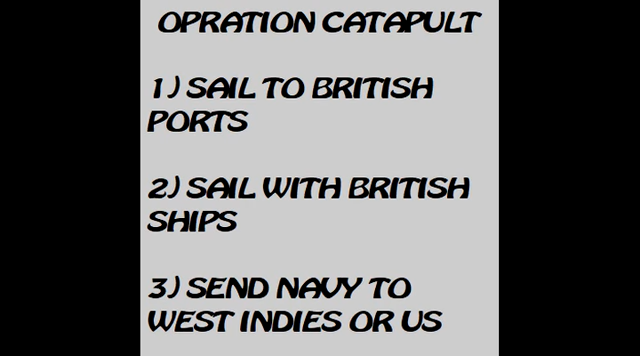 OPRATION CATAPULT
1) SAIL TO BRITISH
PORTS
2) SAIL WITH BRITISH
SHIPS
3) SEND NAVY TO
WEST INDIES OR US